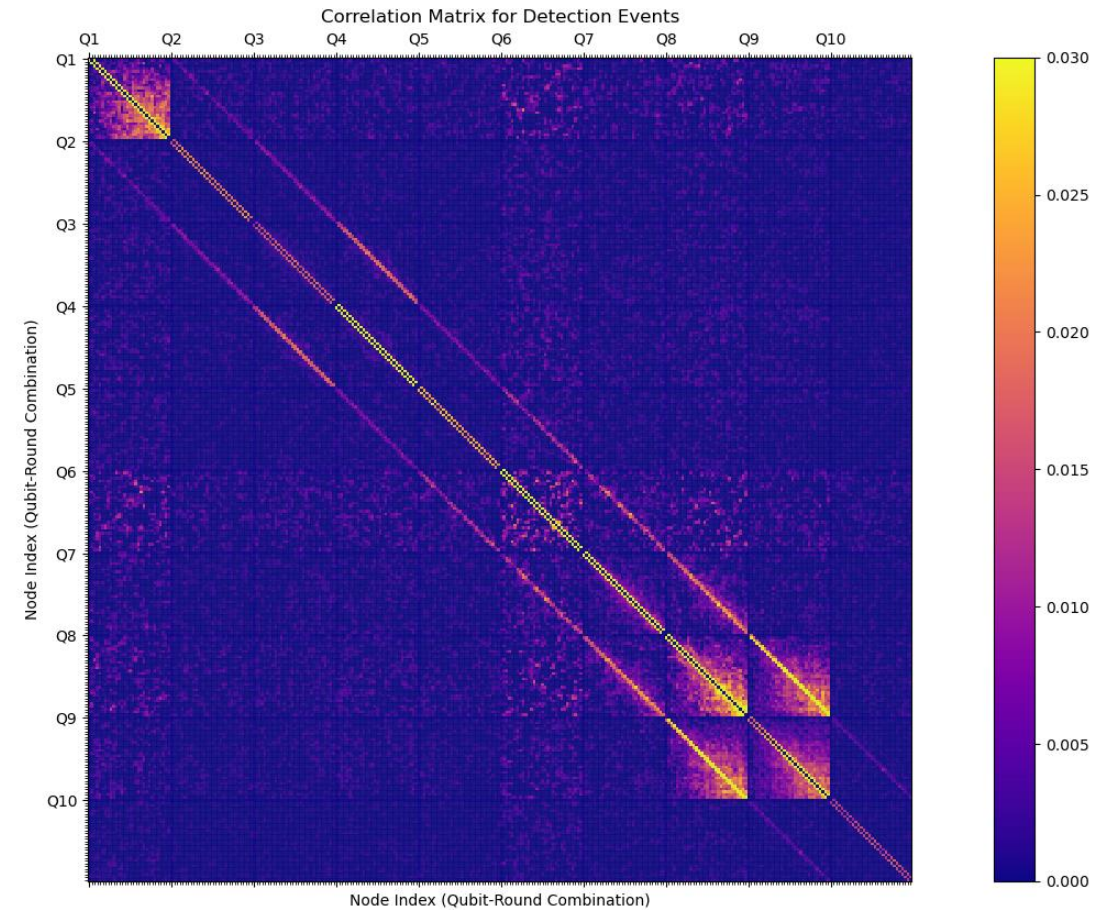 Correlation Matrix for Detection Events
Q1 Q2 Q3 Q4 Q5 Q6 Q7 Q8 Q9 Q10
Q1
Q2
Q3
Q4
Q5
Q6
Q7
Q8
Q9
Q10
Node Index (Qubit-Round Combination)
Node Index (Qubit-Round Combination)
0.030
0.025
0.020
0.015
0.010
0.005
0.000